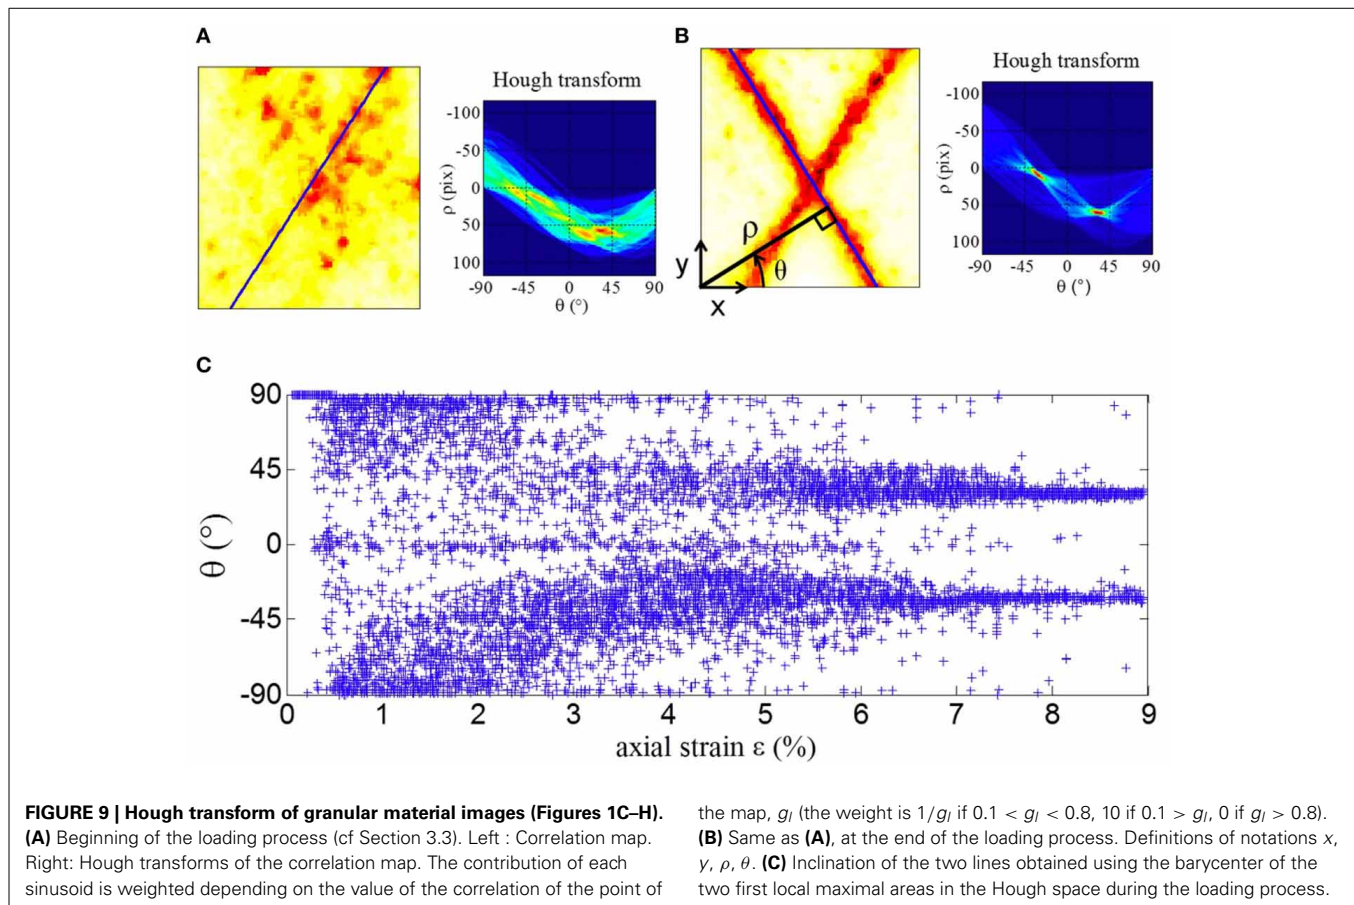 A
Hough transform
-100
-50
0
50
100
ρ (pix)
-90 -45 0 45 90
θ (°)
B
ρ
θ
y
x
Hough transform
-100
-50
0
50
100
ρ (pix)
-90 -45 0 45 90
θ (°)
C
90
45
0
-45
-90
θ (°)
0 1 2 3 4 5 6 7 8 9
axial strain ε (%)
FIGURE 9 | Hough transform of granular material images (Figures 1C–H).
(A) Beginning of the loading process (cf Section 3.3). Left : Correlation map.
Right: Hough transforms of the correlation map. The contribution of each
sinusoid is weighted depending on the value of the correlation of the point of
the map, gI (the weight is 1/gI if 0.1 < gI < 0.8, 10 if 0.1 > gI, 0 if gI > 0.8).
(B) Same as (A), at the end of the loading process. Definitions of notations x,
y, ρ, θ. (C) Inclination of the two lines obtained using the barycenter of the
two first local maximal areas in the Hough space during the loading process.